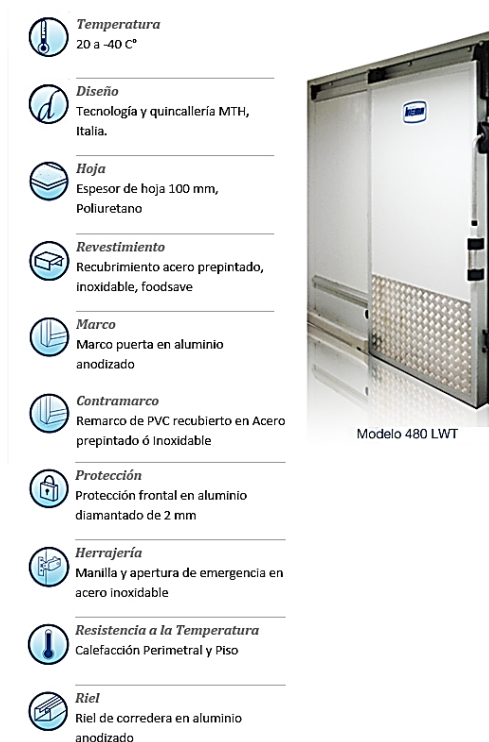 Temperatura
20 a -40 C°
Diseño
Tecnología y quincallería MTH,
Italia.
Hoja
Espesor de hoja 100 mm,
Poliuretano
Revestimiento
Recubrimiento acero prepintado,
inoxidable, foodsave
Marco
Marco puerta en aluminio
anodizado
Contramarco
Remarco de PVC recubierto en Acero
prepintado ó Inoxidable
Protección
Protección frontal en aluminio
diamantado de 2 mm
Herrajería
Manilla y apertura de emergencia en
acero inoxidable
Resistencia a la Temperatura
Calefacción Perimetral y Piso
Riel
Riel de corredera en aluminio
anodizado
Modelo 480 LWT